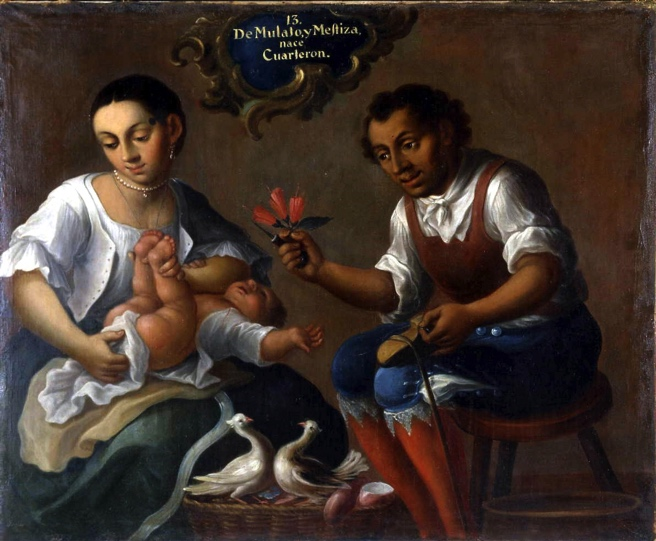 13.
De Mulato, y Mestiza,
nace
Cuarteron.